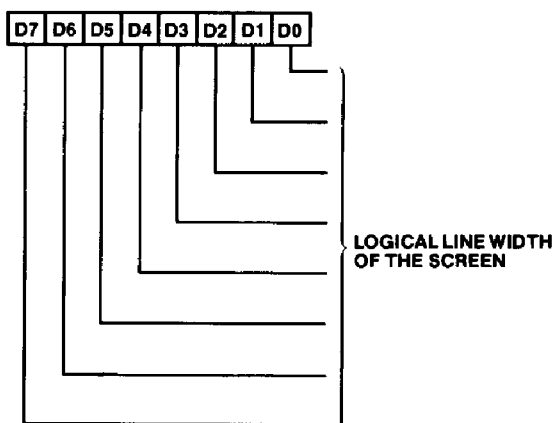 D7 D6 D5 D4 D3 D2 D1 D0
LOGICAL LINE WIDTH
OF THE SCREEN